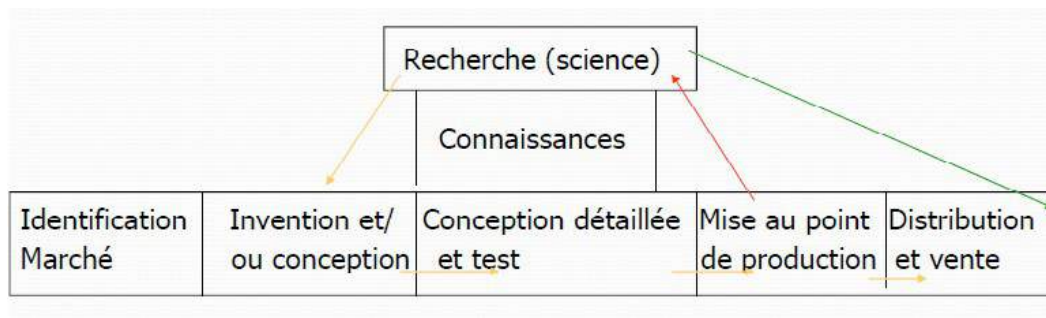 Recherche (science)
Connaissances
Identification
Marché
Invention et/
ou conception
Conception détaillée
et test
Mise au point
de production
Distribution
et vente